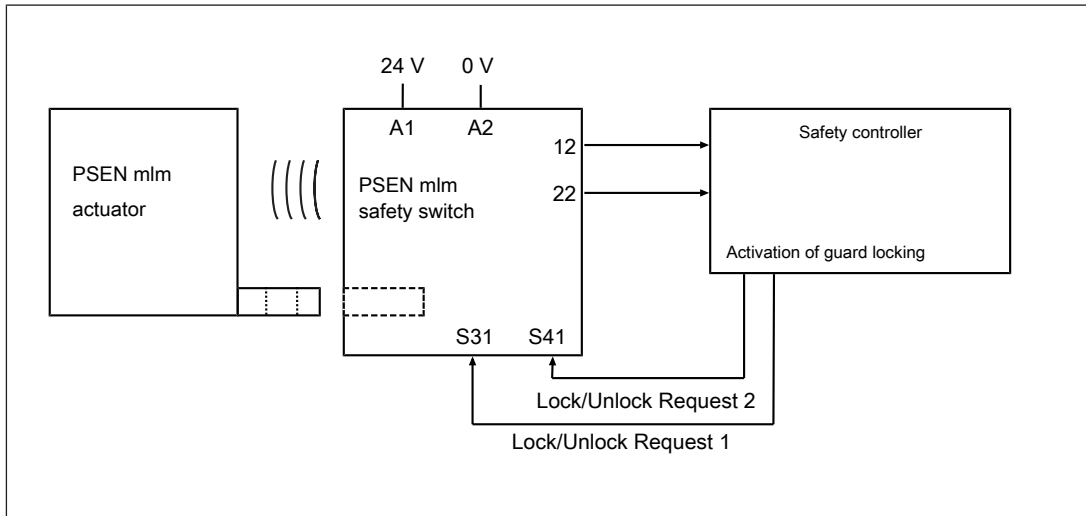 24 V
0 V
A1
A2
PSEN mlm
actuator
PSEN mlm
safety switch
12
22
Safety controller
Activation of guard locking
S31
S41
Lock/Unlock Request 2
Lock/Unlock Request 1